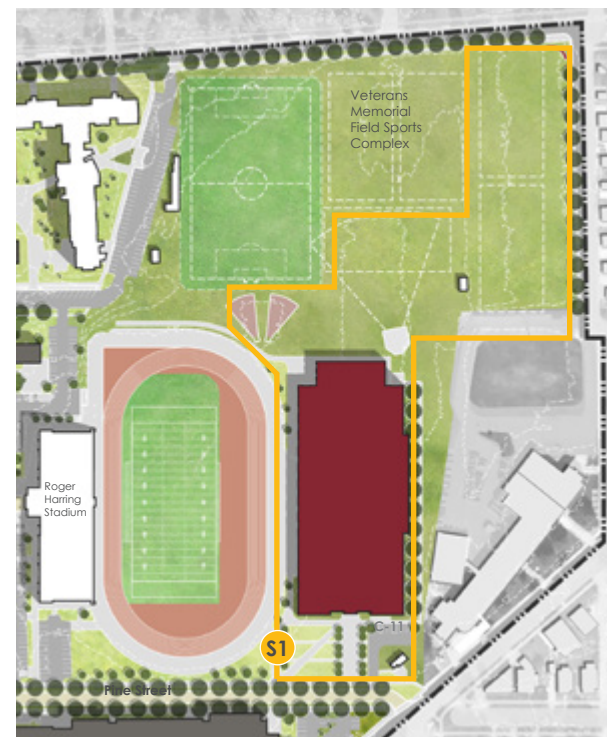 Veterans
Memorial
Field Sports
Complex
Roger
Harring
Stadium
C-11
S1
Pine Street